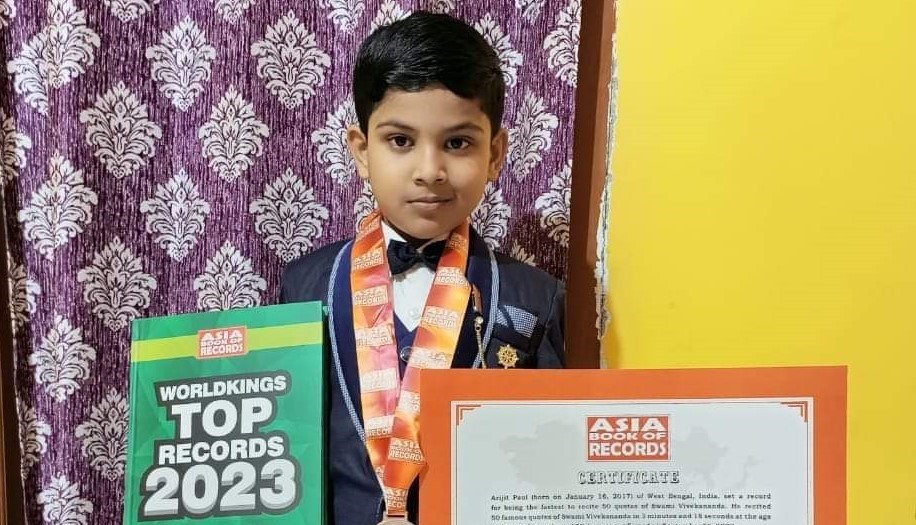 ASIA
BOOK OF
RECORDS
WORLDKINGS
TOP
RECORDS
2023
ASIA
BOOK OF
RECORDS
CERTIFICATE
Arijit Paul (born on January 16, 2017) of West Bengal, India, set a record
for being the fastest to recite 50 quotes of Swami Vivekananda. He recited
50 famous quotes of Swami Vivekananda in 3 minutes and 18 seconds at the age
ASIA
BOOK OF
RECORDS